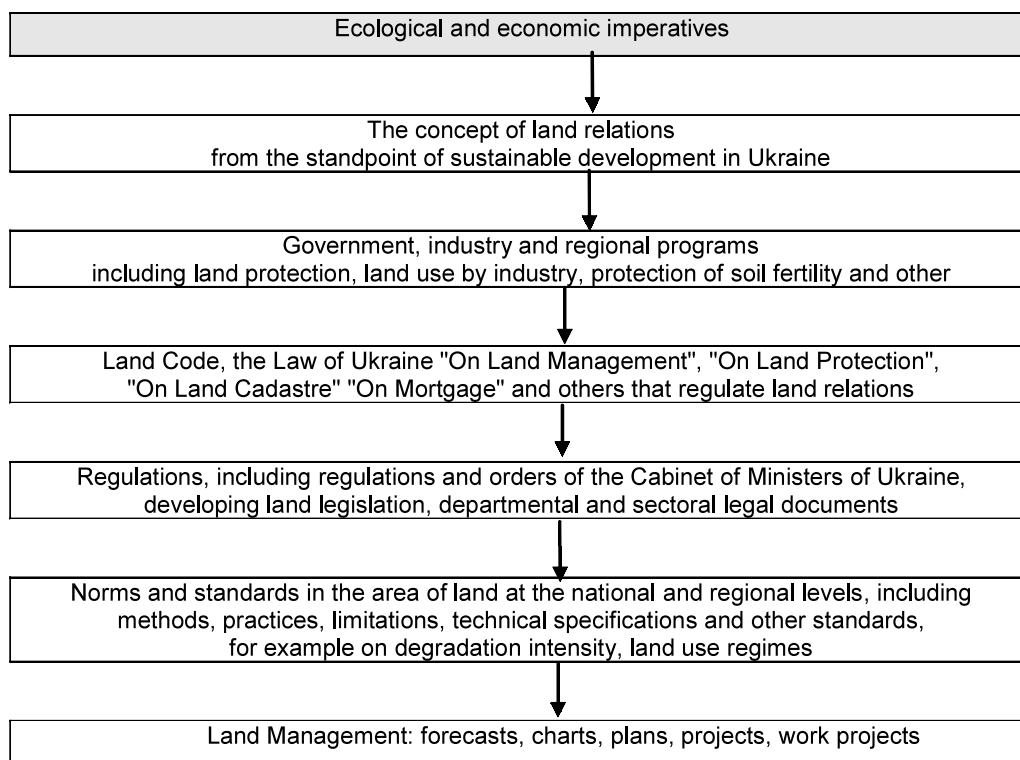 Ecological and economic imperatives
The concept of land relations
from the standpoint of sustainable development in Ukraine
Government, industry and regional programs
including land protection, land use by industry, protection of soil fertility and other
Land Code, the Law of Ukraine "On Land Management", "On Land Protection",
"On Land Cadastre" "On Mortgage" and others that regulate land relations
Regulations, including regulations and orders of the Cabinet of Ministers of Ukraine,
developing land legislation, departmental and sectoral legal documents
Norms and standards in the area of land at the national and regional levels, including
methods, practices, limitations, technical specifications and other standards,
for example on degradation intensity, land use regimes
Land Management: forecasts, charts, plans, projects, work projects